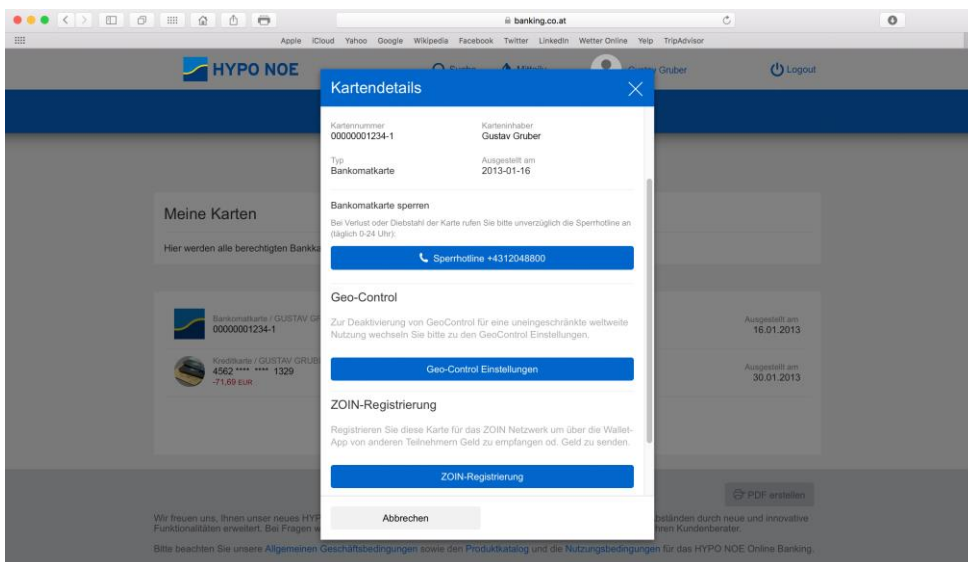 banking.co.at
Apple iCloud Yahoo Google Wikipedia Facebook Twitter LinkedIn Wetter Online Yelp TripAdvisor
HYPO NOE
Gruber
Logout
Kartendetails
Kartennummer
00000001234-1
Karteninhaber
Gustav Gruber
Typ
Bankomatkarte
Ausgestellt am
2013-01-16
Bankomatkarte sperren
Bei Verlust oder Diebstahl der Karte rufen Sie bitte unverzüglich die Sperrhotline an
(täglich 0-24 Uhr):
Sperrhotline +4312048800
Geo-Control
Zur Deaktivierung von GeoControl für eine uneingeschränkte weltweite
Nutzung wechseln Sie bitte zu den GeoControl Einstellungen.
Geo-Control Einstellungen
ZOIN-Registrierung
Registrieren Sie diese Karte für das ZOIN Netzwerk um über die Wallet-
App von anderen Teilnehmern Geld zu empfangen od. Geld zu senden.
ZOIN-Registrierung
Abbrechen
Meine Karten
Hier werden alle berechtigten
Bankomatkarte / GUSTAV
00000001234-1
Ausgestellt am
16.01.2013
Kreditkarte / GUSTAV
4562 **** **** 1329
-71,69 EUR
Ausgestellt am
30.01.2013
PDF erstellen
Wir freuen uns, Ihnen unser neues
durch neue und innovative
Funktionalitäten erweitert. Bei Fragen
Kundenberater.
Bitte beachten Sie unsere Allgemeinen Geschäftsbedingungen sowie den Produktkatalog und die Nutzungsbedingungen für das HYPO NOE Online Banking.